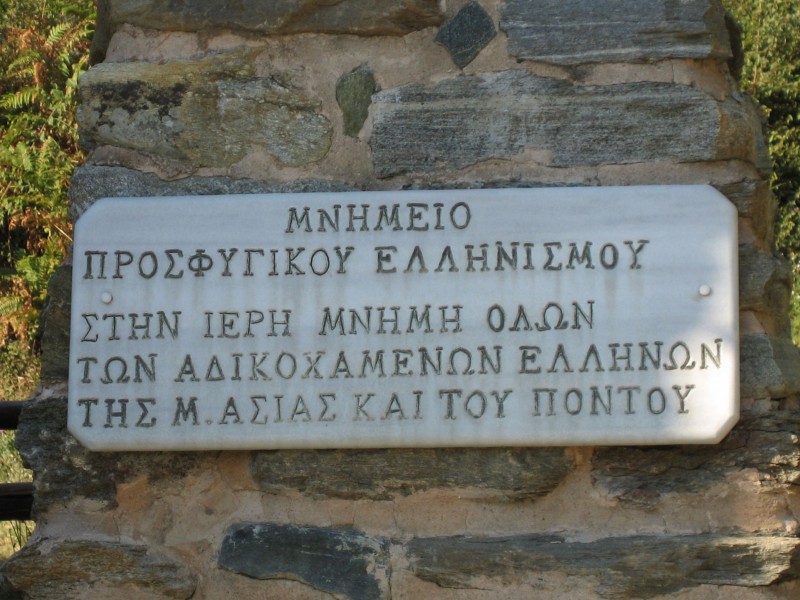 ΜΝΗΜΕΙΟ
ΠΡΟΣΦΥΓΙΚΟΥ ΕΛΛΗΝΙΣΜΟΥ
ΣΤΗΝ ΙΕΡΗ ΜΝΗΜΗ ΟΛΩΝ
ΤΩΝ ΑΔΙΚΟΧΑΜΕΝΩΝ ΕΛΛΗΝΩΝ
ΤΗΣ Μ. ΑΣΙΑΣ ΚΑΙ ΤΟΥ ΠΟΝΤΟΥ